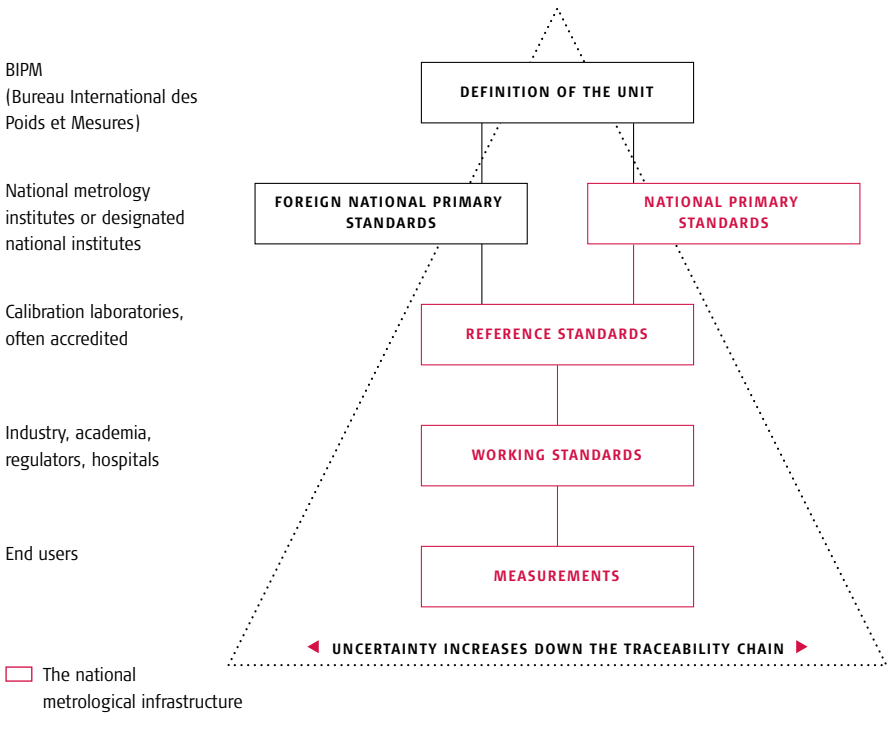 BIPM
(Bureau International des
Poids et Mesures)
DEFINITION OF THE UNIT
National metrology
institutes or designated
national institutes
FOREIGN NATIONAL PRIMARY
STANDARDS
NATIONAL PRIMARY
STANDARDS
Calibration laboratories,
often accredited
REFERENCE STANDARDS
Industry, academia,
regulators, hospitals
WORKING STANDARDS
End users
MEASUREMENTS
UNCERTAINTY INCREASES DOWN THE TRACEABILITY CHAIN
The national
metrological infrastructure